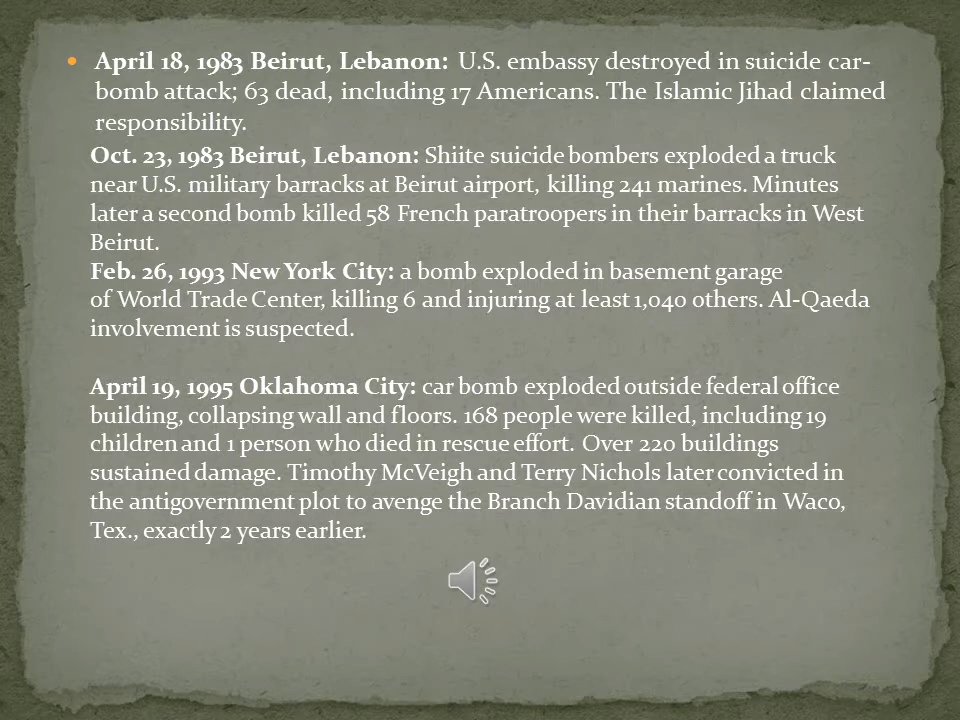 • April 18, 1983 Beirut, Lebanon: U.S. embassy destroyed in suicide car-
bomb attack; 63 dead, including 17 Americans. The Islamic Jihad claimed
responsibility.
Oct. 23, 1983 Beirut, Lebanon: Shiite suicide bombers exploded a truck
near U.S. military barracks at Beirut airport, killing 241 marines. Minutes
later a second bomb killed 58 French paratroopers in their barracks in West
Beirut.
Feb. 26, 1993 New York City: a bomb exploded in basement garage
of World Trade Center, killing 6 and injuring at least 1,040 others. Al-Qaeda
involvement is suspected.
April 19, 1995 Oklahoma City: car bomb exploded outside federal office
building, collapsing wall and floors. 168 people were killed, including 19
children and 1 person who died in rescue effort. Over 220 buildings
sustained damage. Timothy McVeigh and Terry Nichols later convicted in
the antigovernment plot to avenge the Branch Davidian standoff in Waco,
Tex., exactly 2 years earlier.